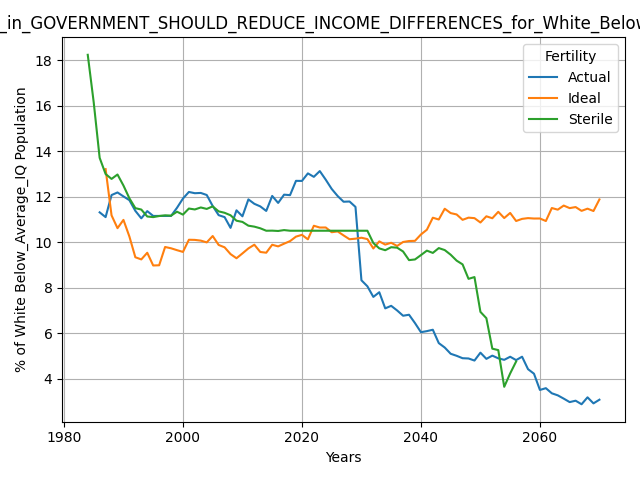 _in_GOVERNMENT_SHOULD_REDUCE_INCOME_DIFFERENCES_for_White_Below
Fertility
Actual
Ideal
Sterile
% of White Below_Average_IQ Population
18
16
14
12
10
8
6
4
1980 2000 2020 2040 2060
Years